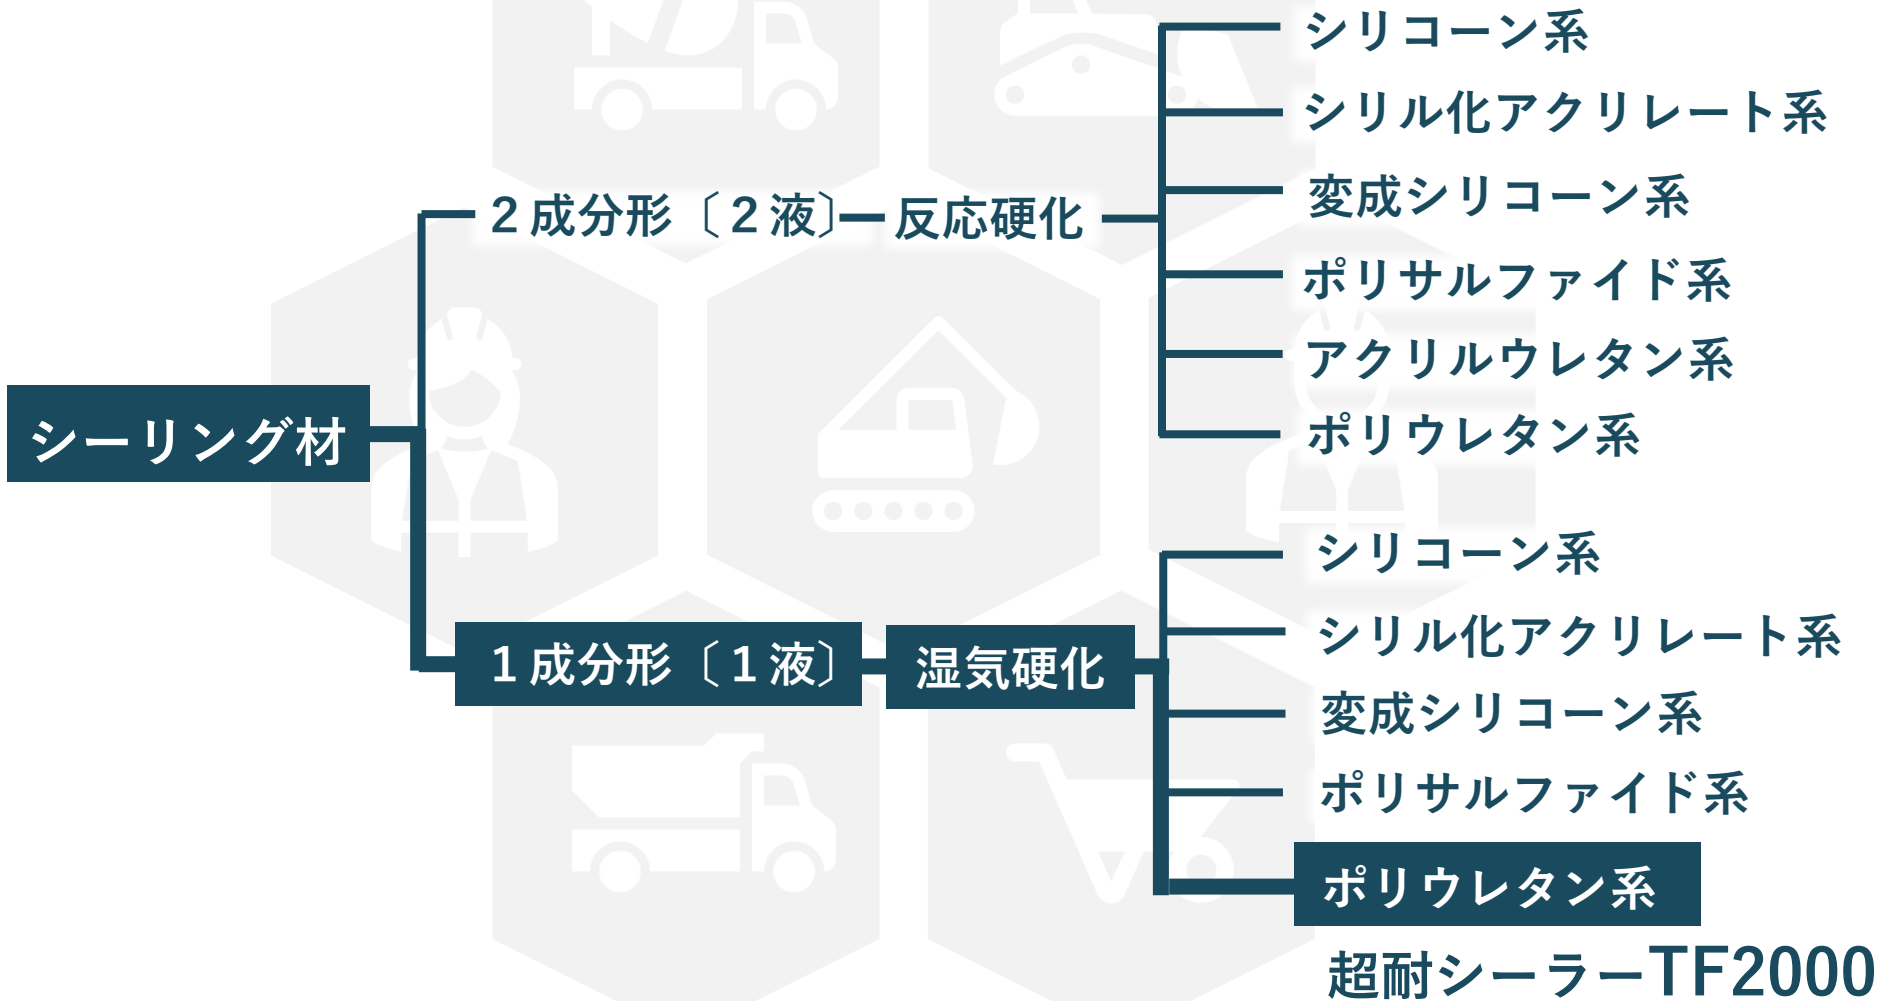 シーリング材
２成分形〔２液〕
反応硬化
シリコーン系
シリル化アクリレート系
変成シリコーン系
ポリサルファイド系
アクリルウレタン系
ポリウレタン系
１成分形〔１液〕
湿気硬化
シリコーン系
シリル化アクリレート系
変成シリコーン系
ポリサルファイド系
ポリウレタン系
超耐シーラーTF2000